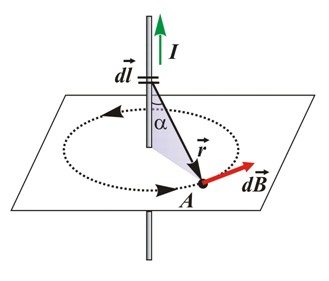 I
dl⃗
α
r⃗
A
dB⃗